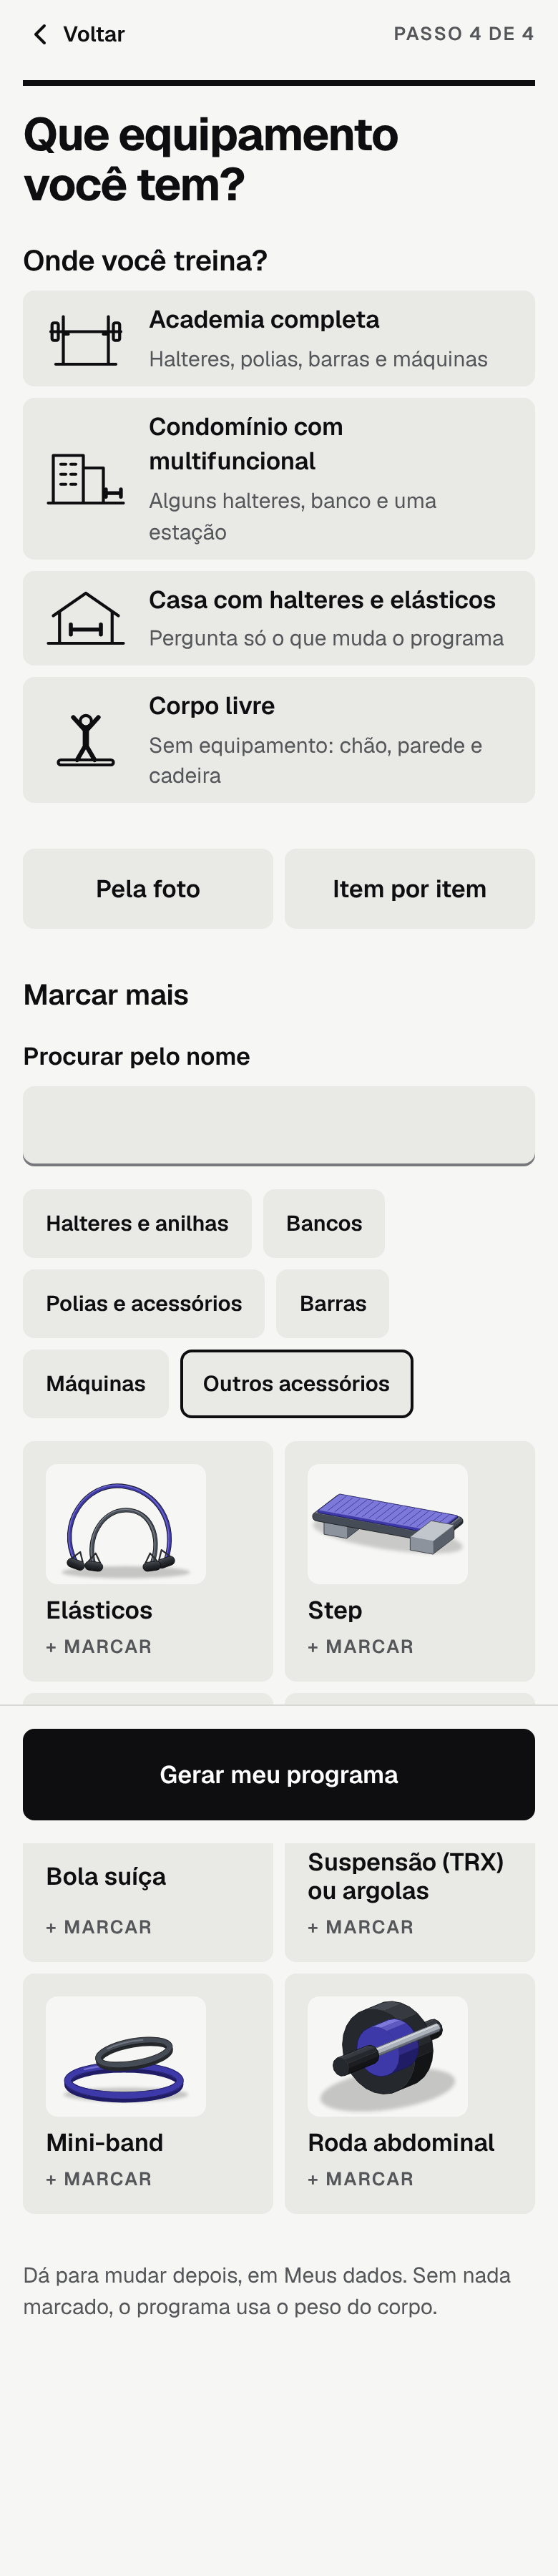 Voltar
PASSO 4 DE 4
Que equipamento
você tem?
Onde você treina?
Academia completa
Halteres, polias, barras e máquinas
Condomínio com
multifuncional
Alguns halteres, banco e uma
estação
Casa com halteres e elásticos
Pergunta só o que muda o programa
Corpo livre
Sem equipamento: chão, parede e
cadeira
Pela foto
Item por item
Marcar mais
Procurar pelo nome
Halteres e anilhas
Bancos
Polias e acessórios
Barras
Máquinas
Outros acessórios
Elásticos
+ MARCAR
Step
+ MARCAR
Gerar meu programa
Bola suíça
+ MARCAR
Suspensão (TRX)
ou argolas
+ MARCAR
Mini-band
+ MARCAR
Roda abdominal
+ MARCAR
Dá para mudar depois, em Meus dados. Sem nada
marcado, o programa usa o peso do corpo.